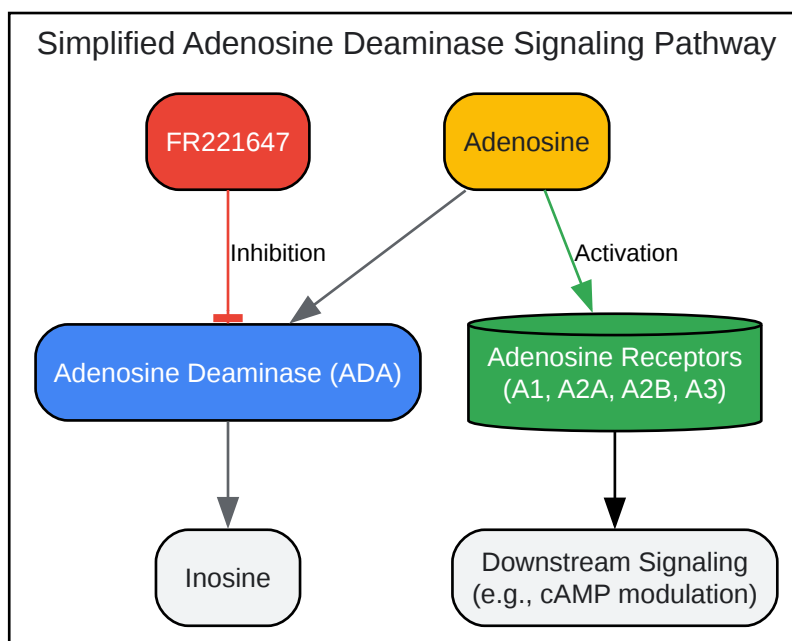 Simplified Adenosine Deaminase Signaling Pathway
FR221647
Adenosine
Inhibition
Activation
Adenosine Deaminase (ADA)
Adenosine Receptors
(A1, A2A, A2B, A3)
Inosine
Downstream Signaling
(e.g., cAMP modulation)